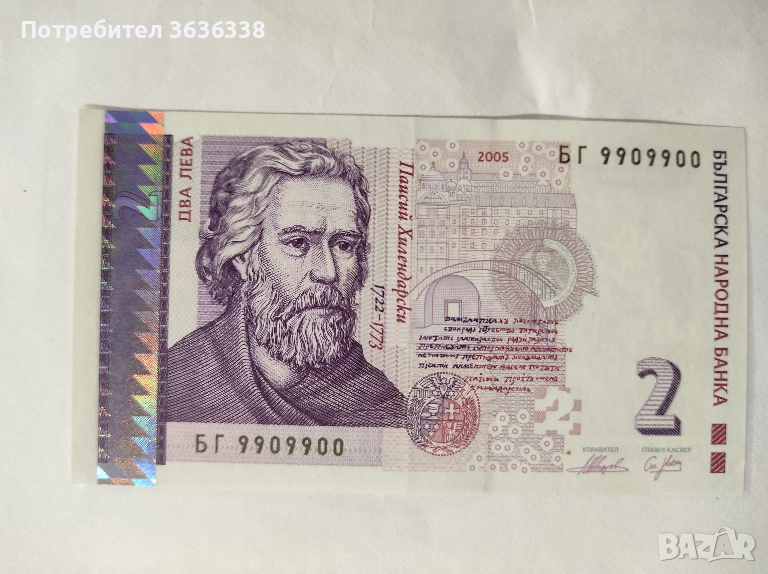 Потребител 3636338
2
ДВА ЛЕВА
Паисий Хилендарски
1722-1773
2005
БГ 9909900
БЪЛГАРСКА НАРОДНА БАНКА
2
УПРАВИТЕЛ
ГЛАВЕН КАСИЕР
БГ 9909900
BAZAR